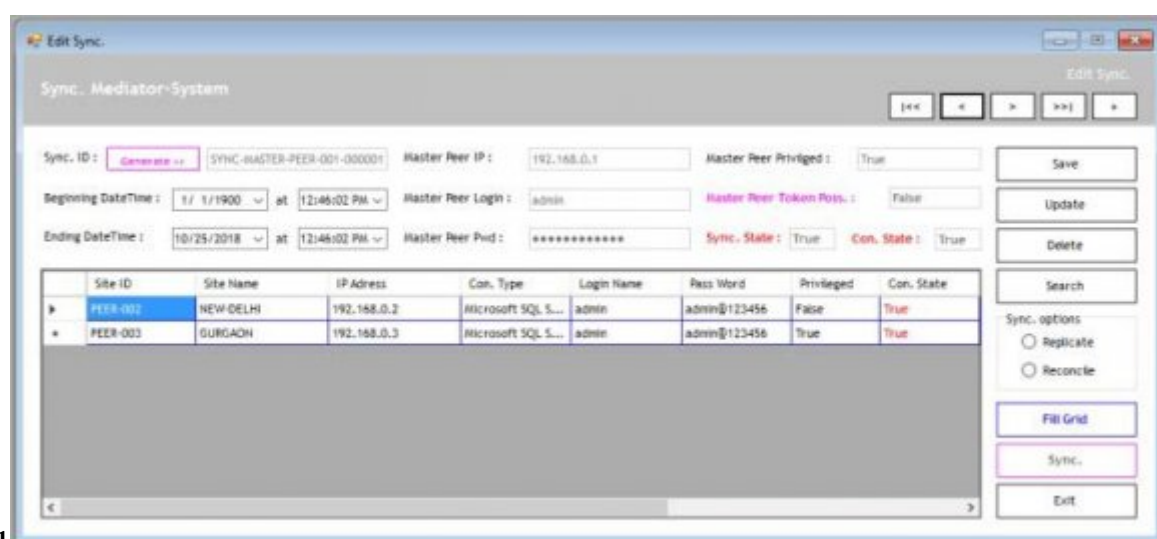 Edit Sync.
Sync. Mediator-System
Edit Sync.
|<< < > >>| +
Sync. ID : Generate >> SYNC-MASTER-PEER-001-000001 Master Peer IP : 192.168.0.1 Master Peer Privilged : True Save
Beginning DateTime : 1/ 1/1900 at 12:46:02 PM Master Peer Login : admin Master Peer Token Poss. : False Update
Ending DateTime : 10/25/2018 at 12:46:02 PM Master Peer Pwd : ************ Sync. State : True Con. State : True Delete
Site ID Site Name IP Adress Con. Type Login Name Pass Word Privileged Con. State Search
PEER-002 NEW-DELHI 192.168.0.2 Microsoft SQL S... admin admin@123456 False True
PEER-003 GURGAON 192.168.0.3 Microsoft SQL S... admin admin@123456 True True
Sync. options
Replicate
Reconcile
Fill Grid
Sync.
Exit